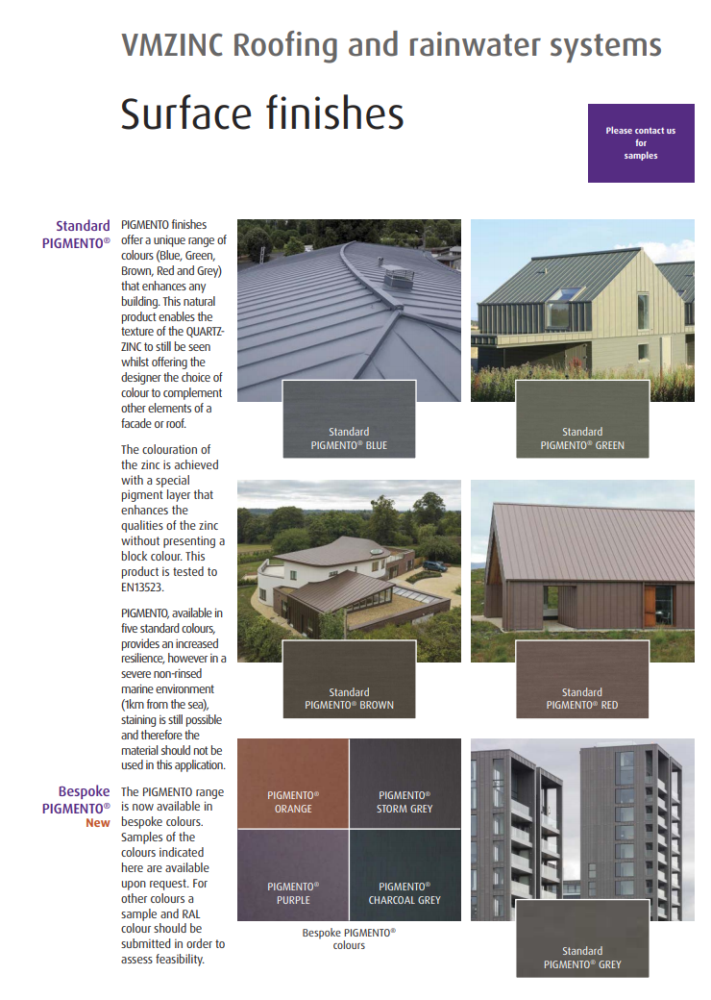 VMZINC Roofing and rainwater systems
Surface finishes
Please contact us
for
samples
Standard
PIGMENTO®
PIGMENTO finishes
offer a unique range of
colours (Blue, Green,
Brown, Red and Grey)
that enhances any
building. This natural
product enables the
texture of the QUARTZ-
ZINC to still be seen
whilst offering the
designer the choice of
colour to complement
other elements of a
facade or roof.
The colouration of
the zinc is achieved
with a special
pigment layer that
enhances the
qualities of the zinc
without presenting a
block colour. This
product is tested to
EN13523.
PIGMENTO, available in
five standard colours,
provides an increased
resilience, however in a
severe non-rinsed
marine environment
(1km from the sea),
staining is still possible
and therefore the
material should not be
used in this application.
Standard
PIGMENTO® BLUE
Standard
PIGMENTO® GREEN
Standard
PIGMENTO® BROWN
Standard
PIGMENTO® RED
Bespoke
PIGMENTO®
New
The PIGMENTO range
is now available in
bespoke colours.
Samples of the
colours indicated
here are available
upon request. For
other colours a
sample and RAL
colour should be
submitted in order to
assess feasibility.
PIGMENTO®
ORANGE
PIGMENTO®
STORM GREY
PIGMENTO®
PURPLE
PIGMENTO®
CHARCOAL GREY
Bespoke PIGMENTO®
colours
Standard
PIGMENTO® GREY